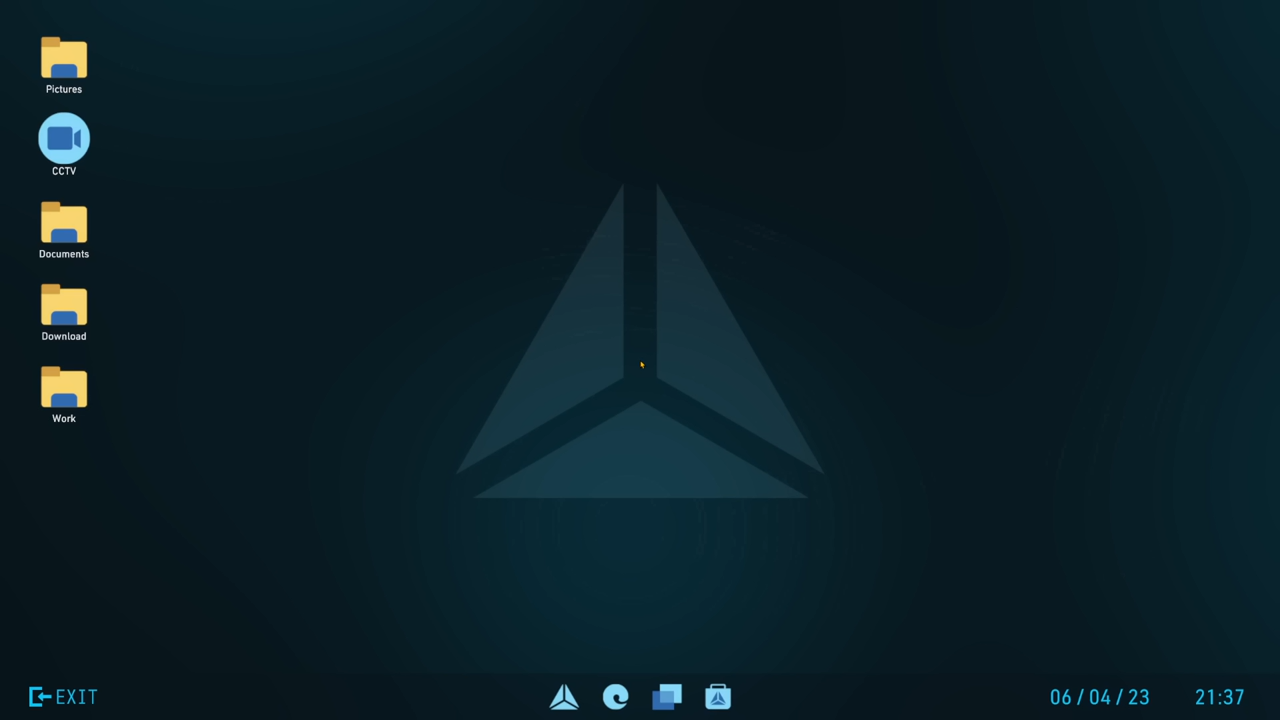 Pictures
CCTV
Documents
Download
Work
EXIT
06 / 04 / 23
21:37